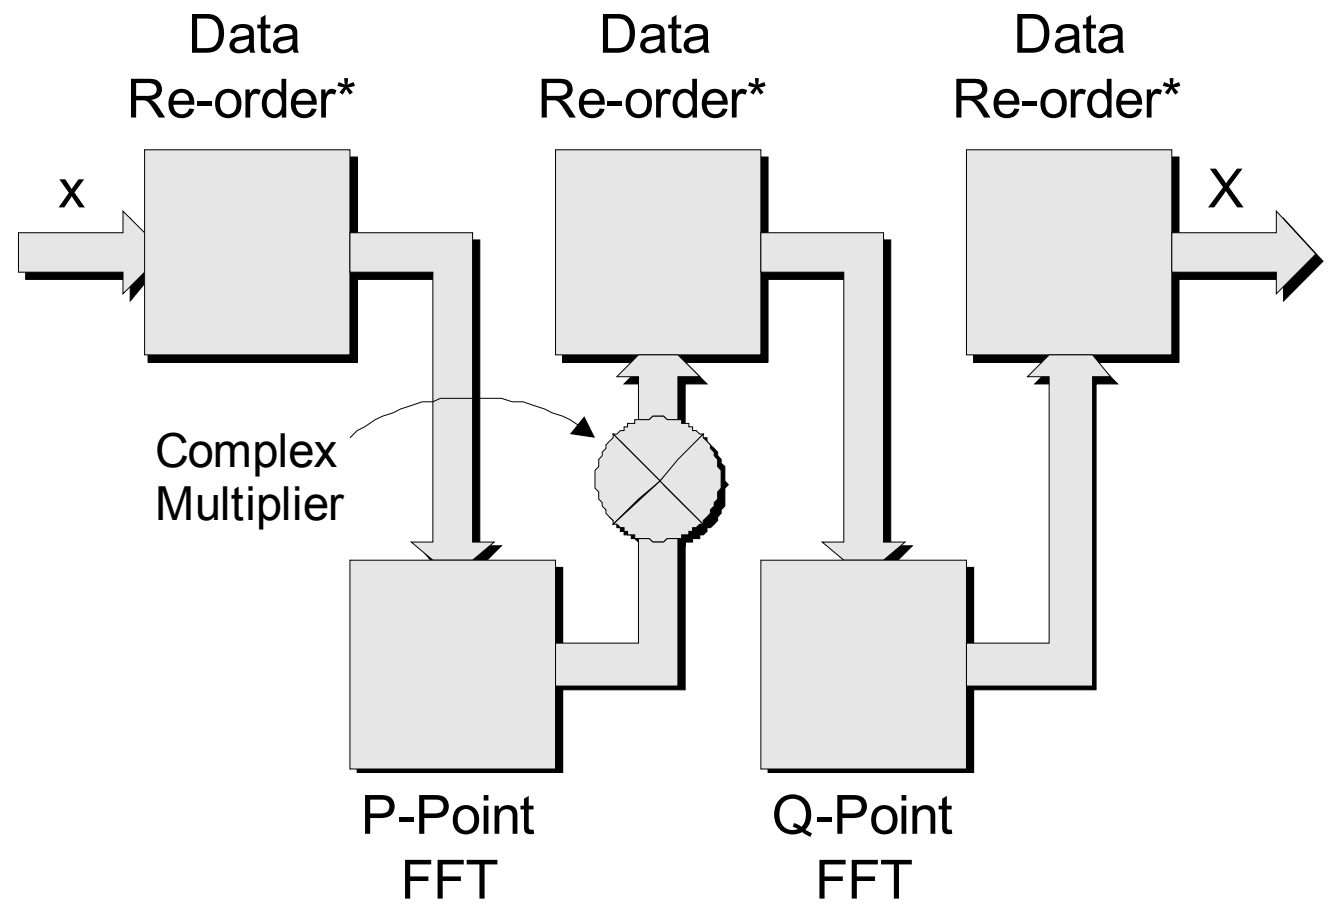 Data
Re-order*
Data
Re-order*
Data
Re-order*
x
X
Complex
Multiplier
P-Point
FFT
Q-Point
FFT